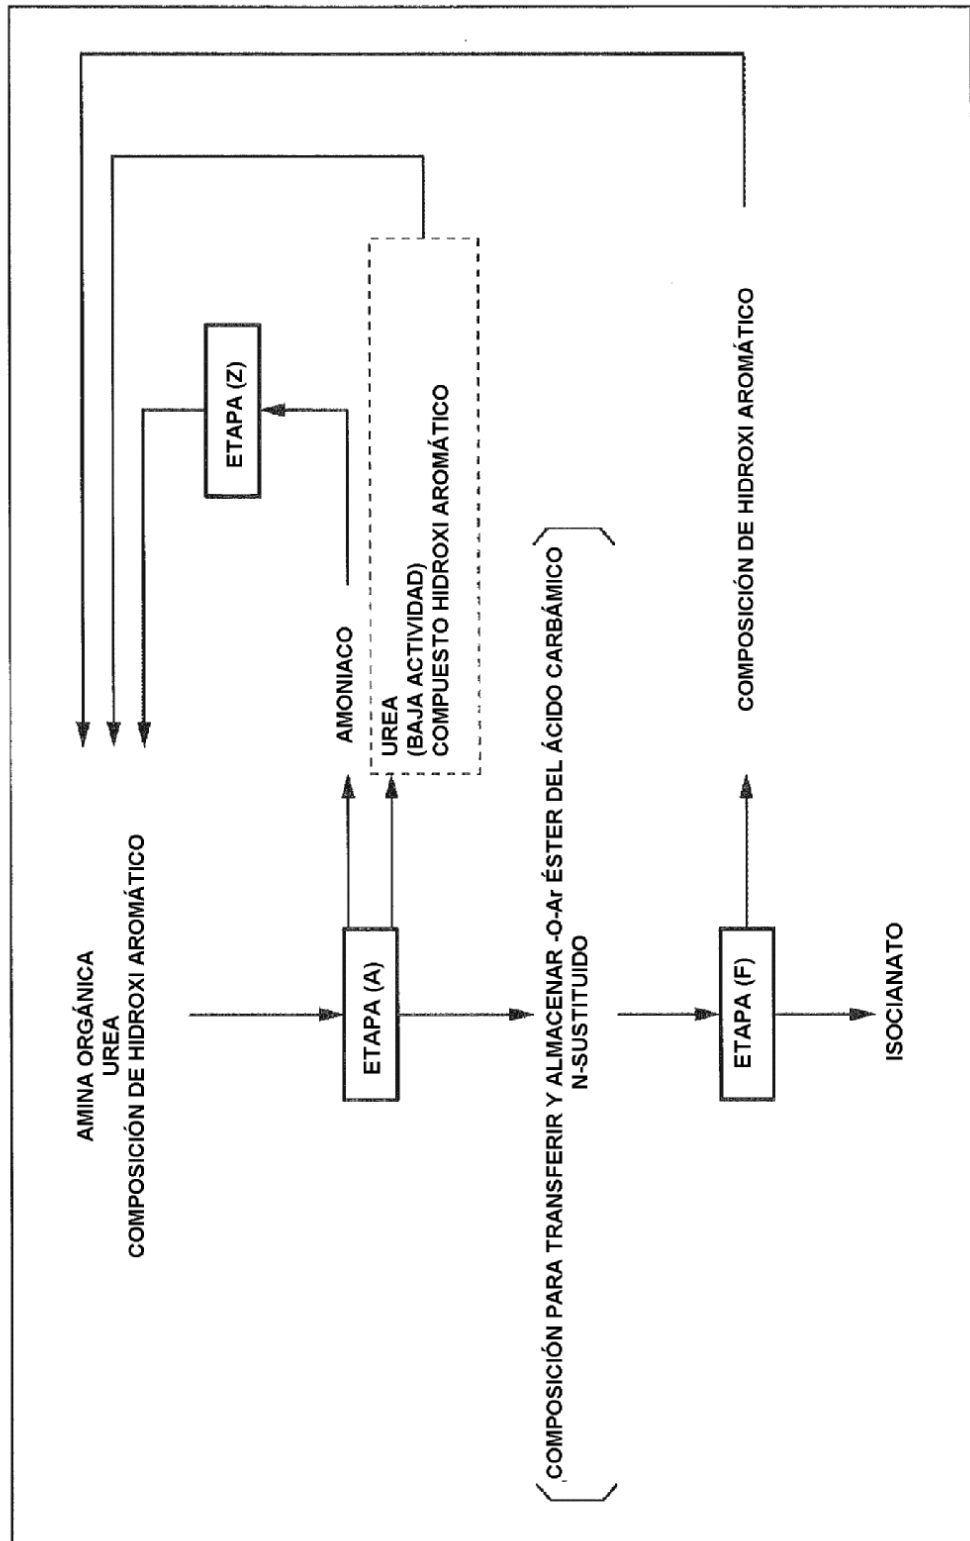 AMINA ORGÁNICA
UREA
COMPOSICIÓN DE HIDROXI AROMÁTICO
ETAPA (Z)
ETAPA (A)
AMONIACO
UREA
(BAJA ACTIVIDAD)
COMPUESTO HIDROXI AROMÁTICO
COMPOSICIÓN PARA TRANSFERIR Y ALMACENAR -O-Ar ÉSTER DEL ÁCIDO CARBÁMICO
N-SUSTITUIDO
ETAPA (F)
COMPOSICIÓN DE HIDROXI AROMÁTICO
ISOCIANATO